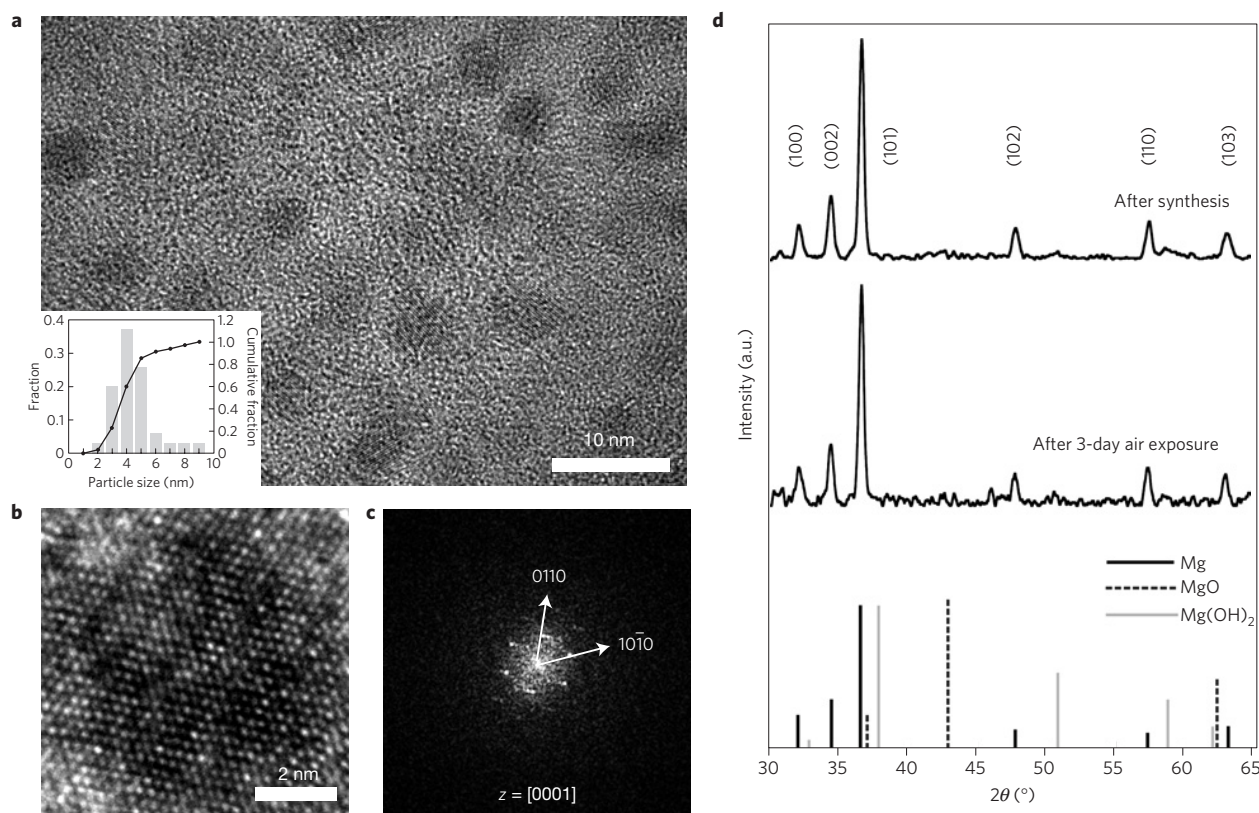 a
0.4
0.3
0.2
0.1
0
Fraction
1.2
1.0
0.8
0.6
0.4
0.2
0
Cumulative fraction
0 2 4 6 8 10
Particle size (nm)
10 nm
b
2 nm
c
0110
101̄0
z = [0001]
d
(100)
(002)
(101)
(102)
(110)
(103)
After synthesis
After 3-day air exposure
Intensity (a.u.)
Mg
MgO
Mg(OH)₂
30 35 40 45 50 55 60 65
2θ (°)